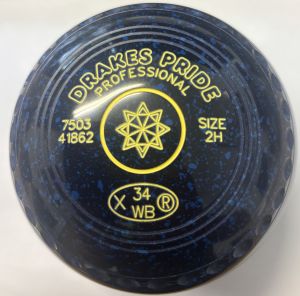 DRAKES PRIDE
PROFESSIONAL
7503
41862
SIZE
2H
X
34
WB
R